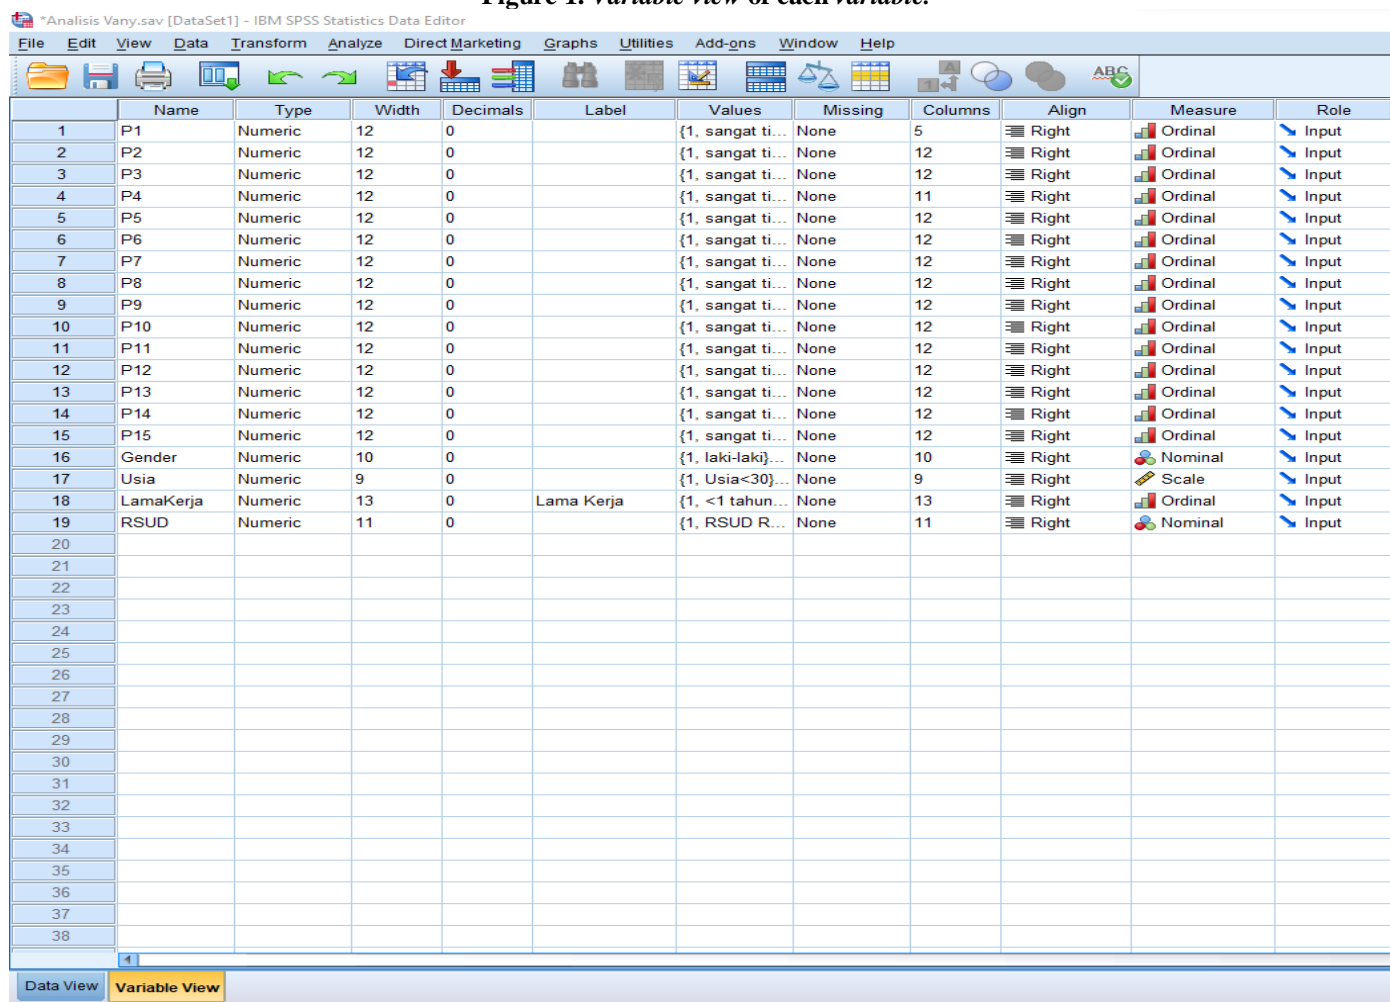 Figure 1. Variable view of each variable.
*Analisis Vany.sav [DataSet1] - IBM SPSS Statistics Data Editor
File Edit View Data Transform Analyze Direct Marketing Graphs Utilities Add-ons Window Help
A
1 ABC
Name Type Width Decimals Label Values Missing Columns Align Measure Role
1 P1 Numeric 12 0 {1, sangat ti... None 5 Right Ordinal Input
2 P2 Numeric 12 0 {1, sangat ti... None 12 Right Ordinal Input
3 P3 Numeric 12 0 {1, sangat ti... None 12 Right Ordinal Input
4 P4 Numeric 12 0 {1, sangat ti... None 11 Right Ordinal Input
5 P5 Numeric 12 0 {1, sangat ti... None 12 Right Ordinal Input
6 P6 Numeric 12 0 {1, sangat ti... None 12 Right Ordinal Input
7 P7 Numeric 12 0 {1, sangat ti... None 12 Right Ordinal Input
8 P8 Numeric 12 0 {1, sangat ti... None 12 Right Ordinal Input
9 P9 Numeric 12 0 {1, sangat ti... None 12 Right Ordinal Input
10 P10 Numeric 12 0 {1, sangat ti... None 12 Right Ordinal Input
11 P11 Numeric 12 0 {1, sangat ti... None 12 Right Ordinal Input
12 P12 Numeric 12 0 {1, sangat ti... None 12 Right Ordinal Input
13 P13 Numeric 12 0 {1, sangat ti... None 12 Right Ordinal Input
14 P14 Numeric 12 0 {1, sangat ti... None 12 Right Ordinal Input
15 P15 Numeric 12 0 {1, sangat ti... None 12 Right Ordinal Input
16 Gender Numeric 10 0 {1, laki-laki}... None 10 Right Nominal Input
17 Usia Numeric 9 0 {1, Usia<30}... None 9 Right Scale Input
18 LamaKerja Numeric 13 0 Lama Kerja {1, <1 tahun... None 13 Right Ordinal Input
19 RSUD Numeric 11 0 {1, RSUD R... None 11 Right Nominal Input
20
21
22
23
24
25
26
27
28
29
30
31
32
33
34
35
36
37
38
Data View Variable View